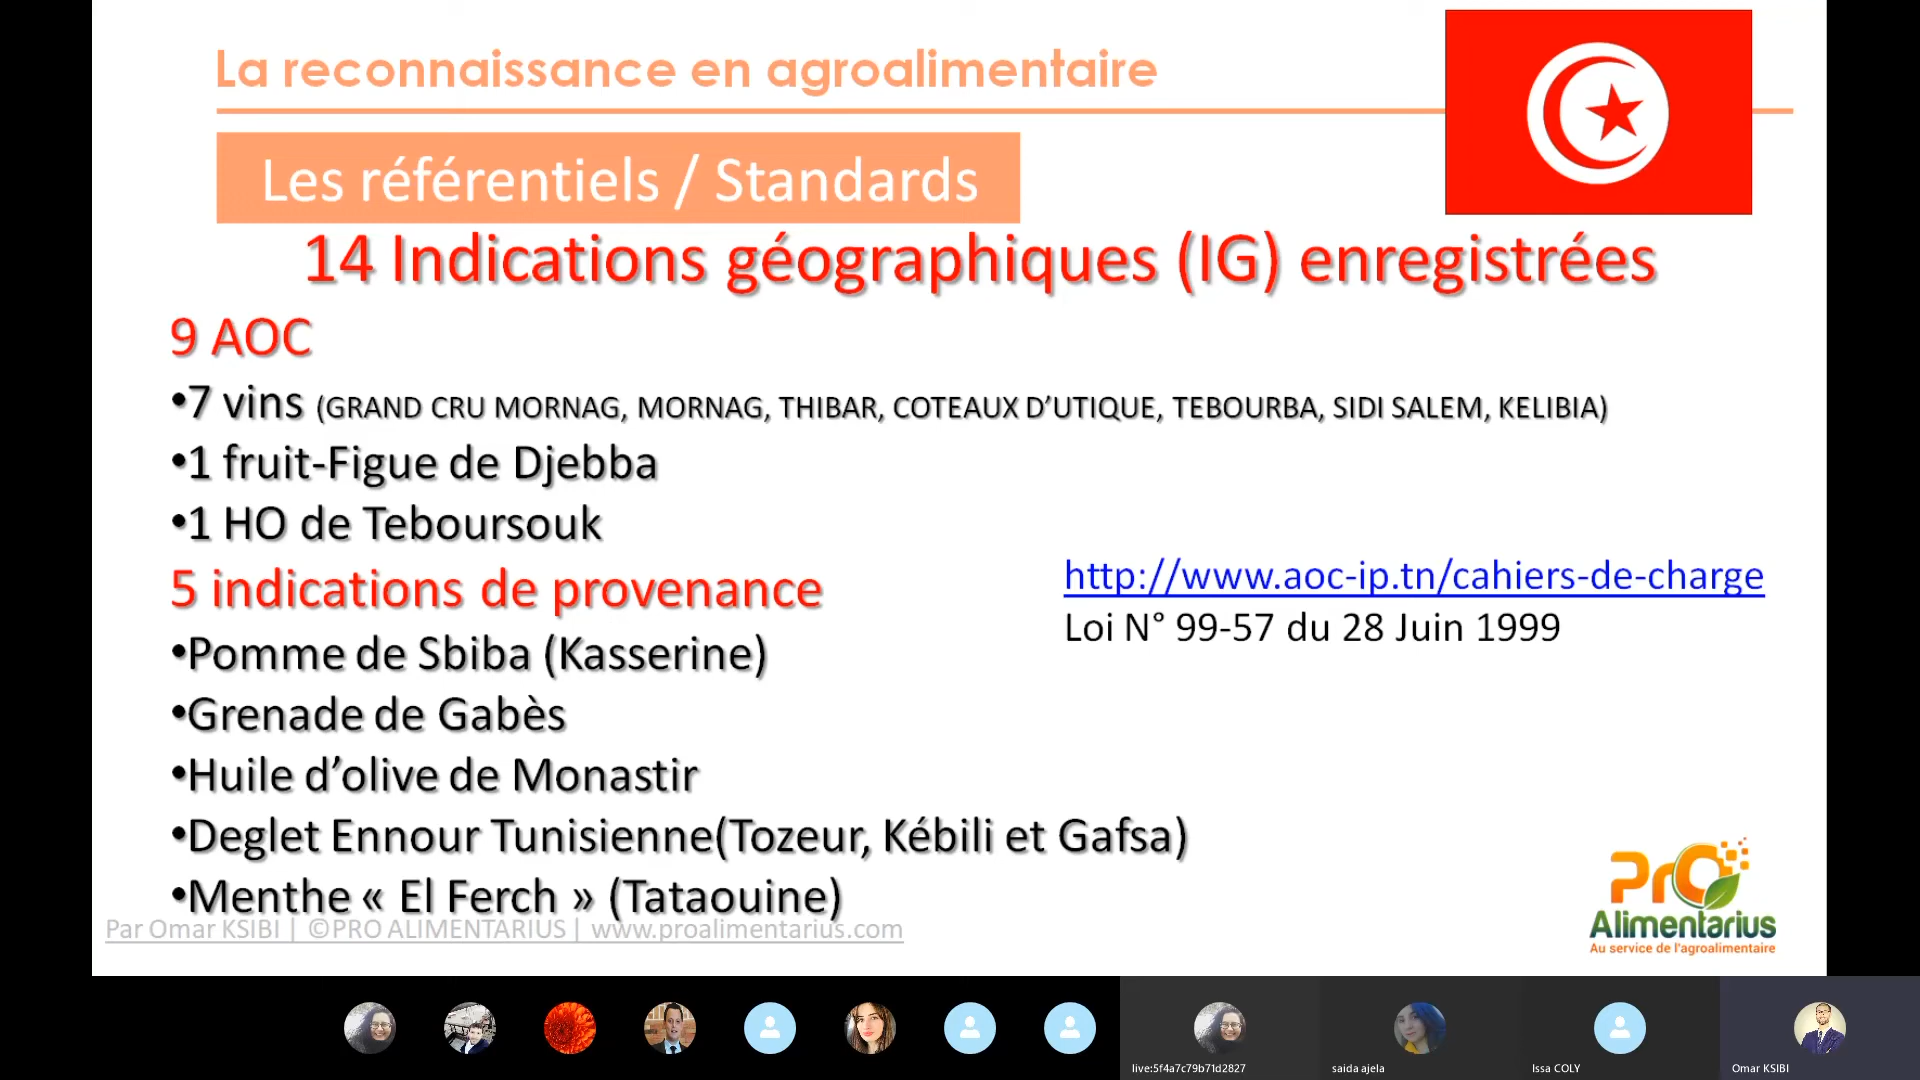 La reconnaissance en agroalimentaire
Les référentiels / Standards
14 Indications géographiques (IG) enregistrées
9 AOC
•7 vins (GRAND CRU MORNAG, MORNAG, THIBAR, COTEAUX D’UTIQUE, TEBOURBA, SIDI SALEM, KELIBIA)
•1 fruit-Figue de Djebba
•1 HO de Teboursouk
5 indications de provenance
•Pomme de Sbiba (Kasserine)
•Grenade de Gabès
•Huile d’olive de Monastir
•Deglet Ennour Tunisienne(Tozeur, Kébili et Gafsa)
•Menthe « El Ferch » (Tataouine)
http://www.aoc-ip.tn/cahiers-de-charge
Loi N° 99-57 du 28 Juin 1999
Par Omar KSIBI | ©PRO ALIMENTARIUS | www.proalimentarius.com
PrO
Alimentarius
Au service de l'agroalimentaire
live:5f4a7c79b71d2827
saida ajela
Issa COLY
Omar KSIBI